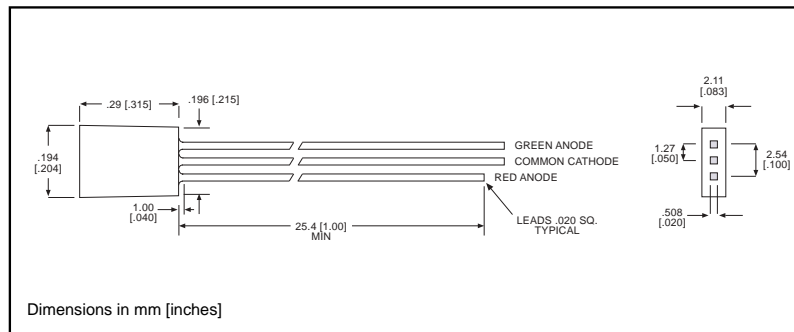 .29 [.315]
.196 [.215]
.194
[.204]
1.00
[.040]
25.4 [1.00]
MIN
GREEN ANODE
COMMON CATHODE
RED ANODE
LEADS .020 SQ.
TYPICAL
2.11
[.083]
1.27
[.050]
2.54
[.100]
.508
[.020]
Dimensions in mm [inches]